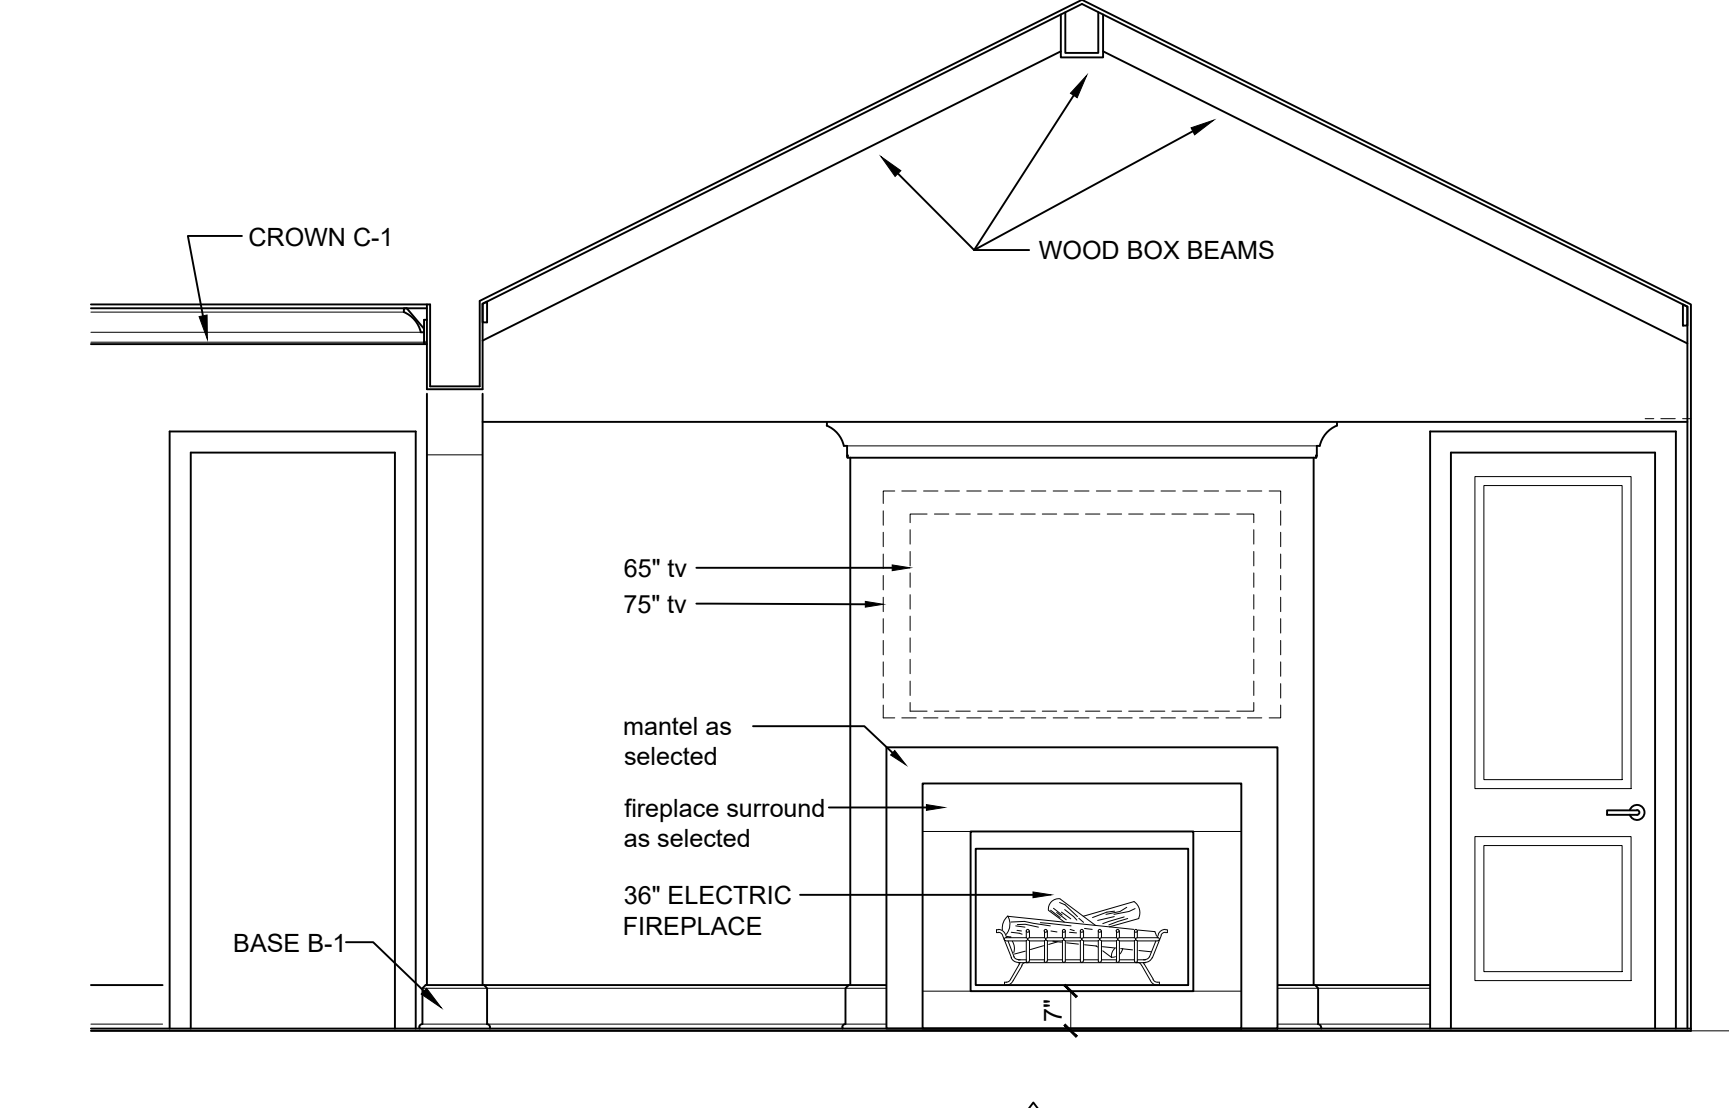 CROWN C-1
WOOD BOX BEAMS
65" tv
75" tv
mantel as
selected
fireplace surround
as selected
36" ELECTRIC
FIREPLACE
BASE B-1
7"